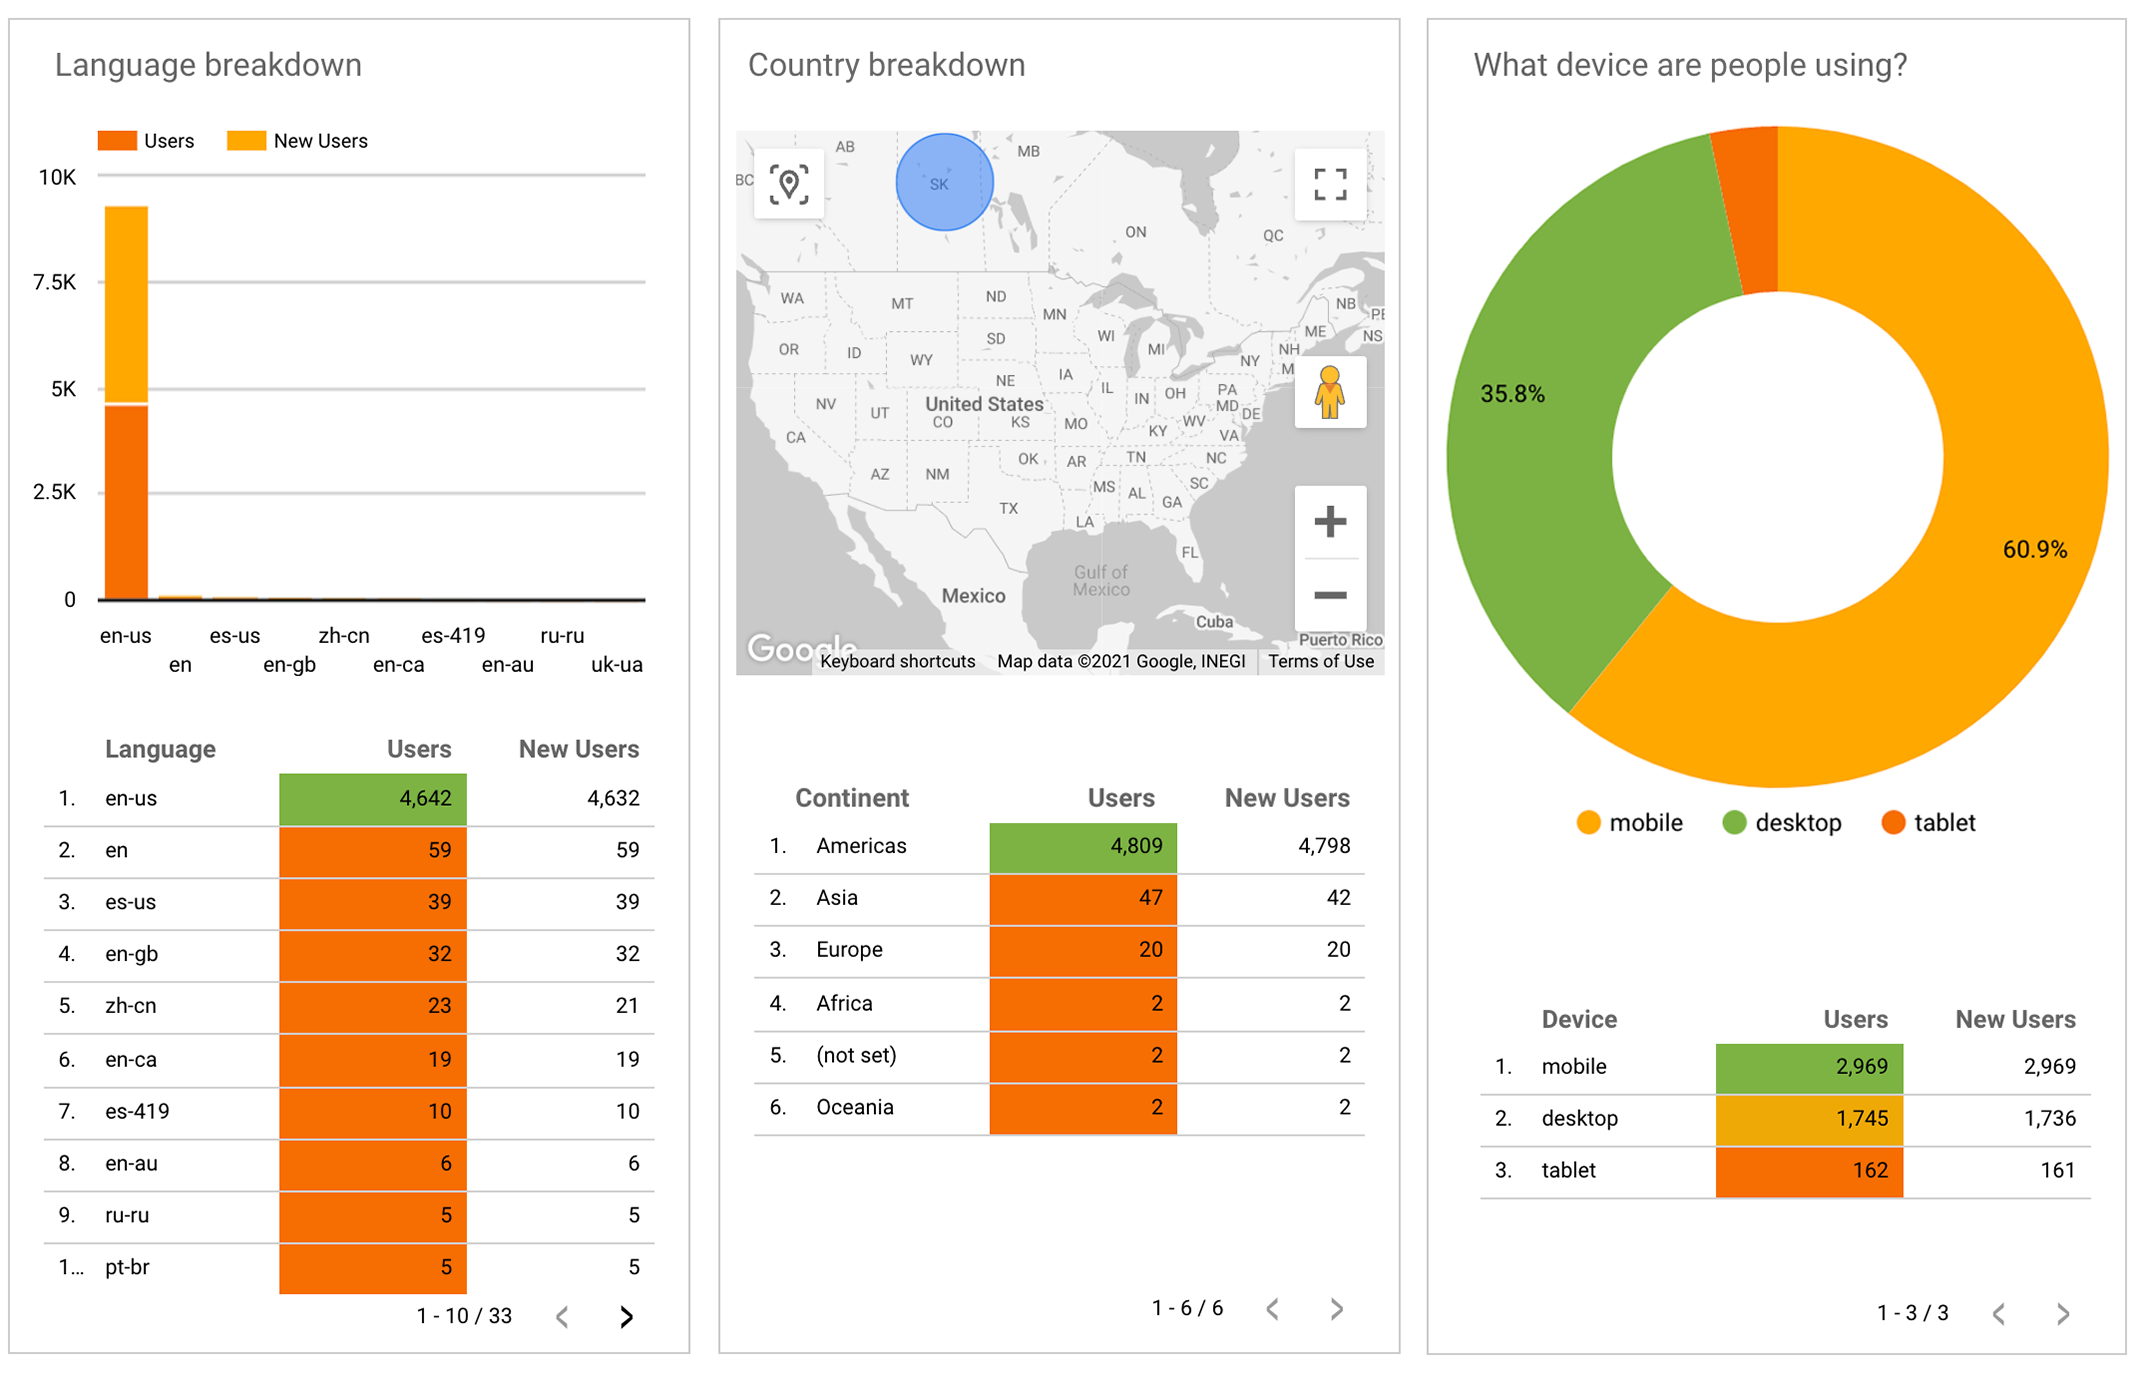 Language breakdown
Users New Users
10K
7.5K
5K
2.5K
0
en-us es-us zh-cn es-419 ru-ru
en en-gb en-ca en-au uk-ua
Language Users New Users
1. en-us 4,642 4,632
2. en 59 59
3. es-us 39 39
4. en-gb 32 32
5. zh-cn 23 21
6. en-ca 19 19
7. es-419 10 10
8. en-au 6 6
9. ru-ru 5 5
1... pt-br 5 5
1 - 10 / 33
Country breakdown
AB MB
BC SK
ON QC
WA MT ND MN NB PE
OR ID WY SD WI MI ME NS
NY NH
NE IA IL IN OH PA M
NV UT United States MD DE
CO KS MO KY WV VA
CA
AZ NM OK AR TN NC
MS AL GA SC
TX LA
FL
Gulf of
Mexico
Mexico
Cuba
Puerto Rico
Google
Keyboard shortcuts Map data ©2021 Google, INEGI Terms of Use
Continent Users New Users
1. Americas 4,809 4,798
2. Asia 47 42
3. Europe 20 20
4. Africa 2 2
5. (not set) 2 2
6. Oceania 2 2
1 - 6 / 6
What device are people using?
35.8%
60.9%
mobile desktop tablet
Device Users New Users
1. mobile 2,969 2,969
2. desktop 1,745 1,736
3. tablet 162 161
1 - 3 / 3